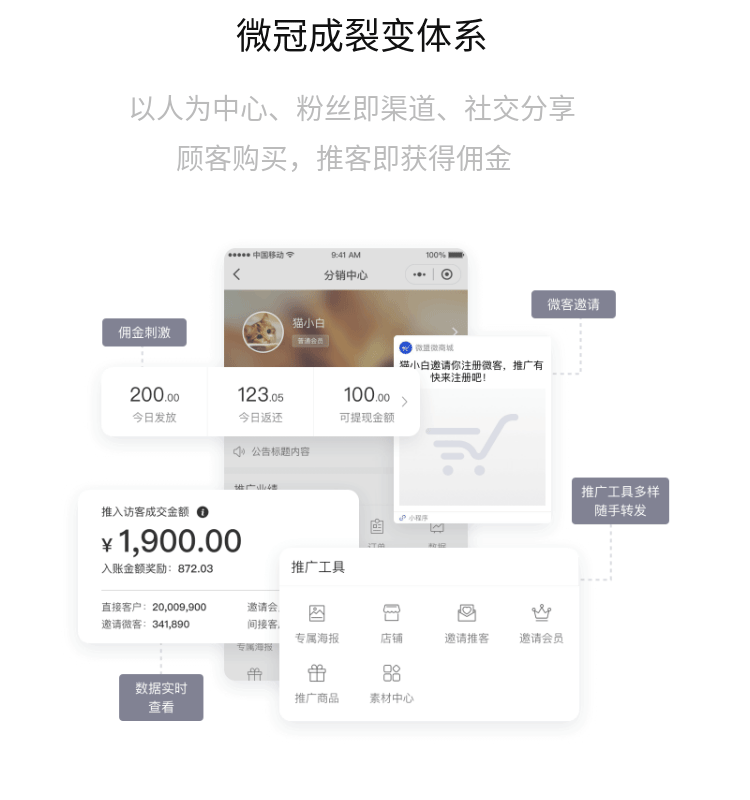 微冠成裂变体系
以人为中心、粉丝即渠道、社交分享
顾客购买，推客即获得佣金
中国移动
9:41 AM
100%
分销中心
微客邀请
佣金刺激
猫小白
普通会员
微盟微商城
猫小白邀请你注册微客，推广有
快来注册吧！
200.00
123.05
100.00
今日发放
今日返还
可提现金额
公告标题内容
推广业绩
推广工具多样
随手转发
推入访客成交金额
¥1,900.00
入账金额奖励：872.03
小程序
订单
数据
直接客户：20,009,900
邀请会
邀请微客：341,890
间接客
推广工具
专属海报
店铺
邀请推客
邀请会员
专属海报
推广商品
素材中心
数据实时
查看